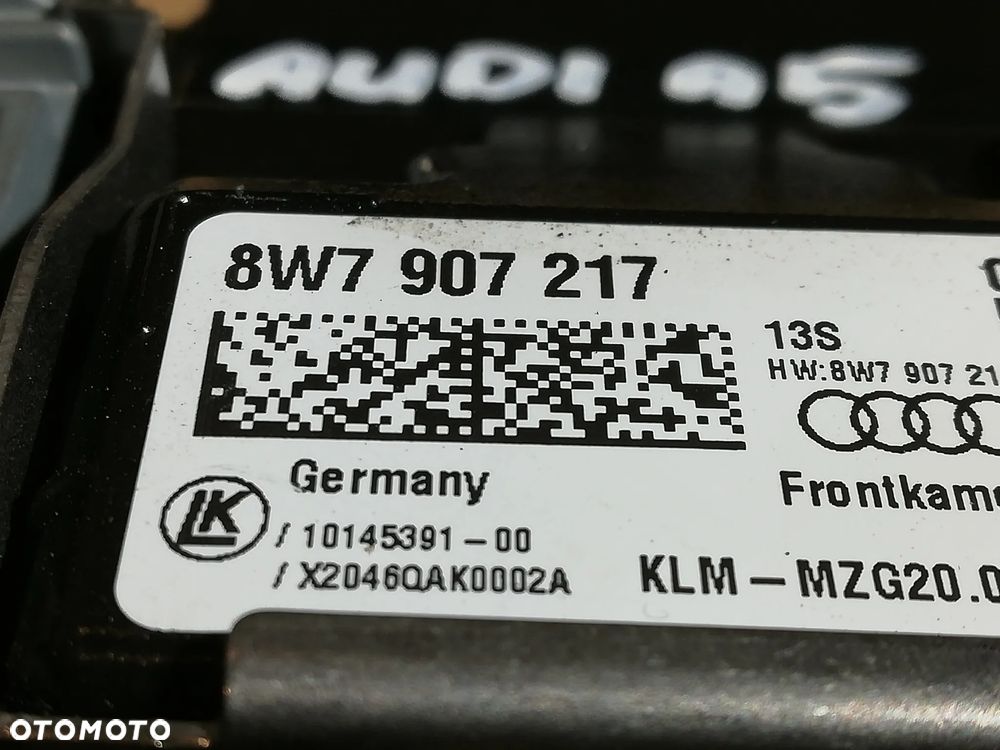 AUDI A5
8W7 907 217
13S
HW:8W7 907 21
Germany
Frontkame
LK
/ 10145391-00
/ X2046QAK0002A
KLM-MZG20.0
OTOMOTO